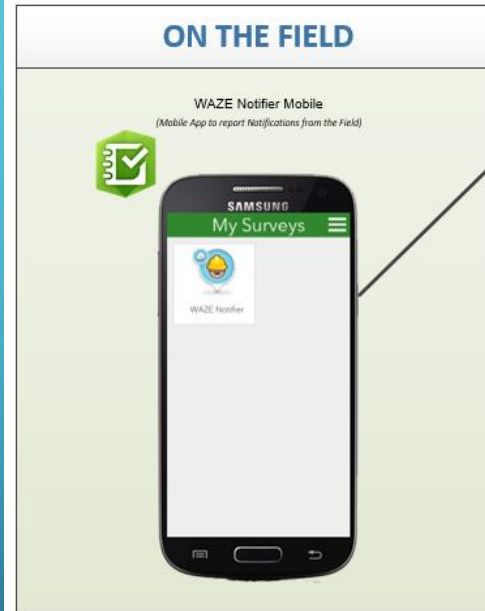 ON THE FIELD
WAZE Notifier Mobile
(Mobile App to report Notifications from the Field)
SAMSUNG
My Surveys
WAZE Notifier